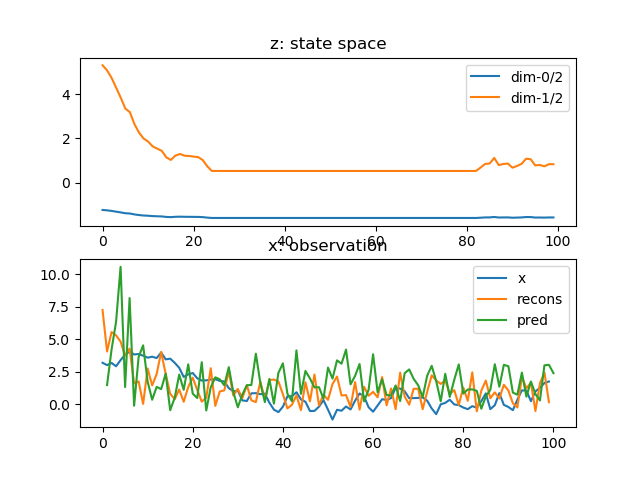 z: state space
dim-0/2
dim-1/2
4
2
0
0 20 40 60 80 100
x: observation
x
recons
pred
10.0
7.5
5.0
2.5
0.0
0 20 40 60 80 100